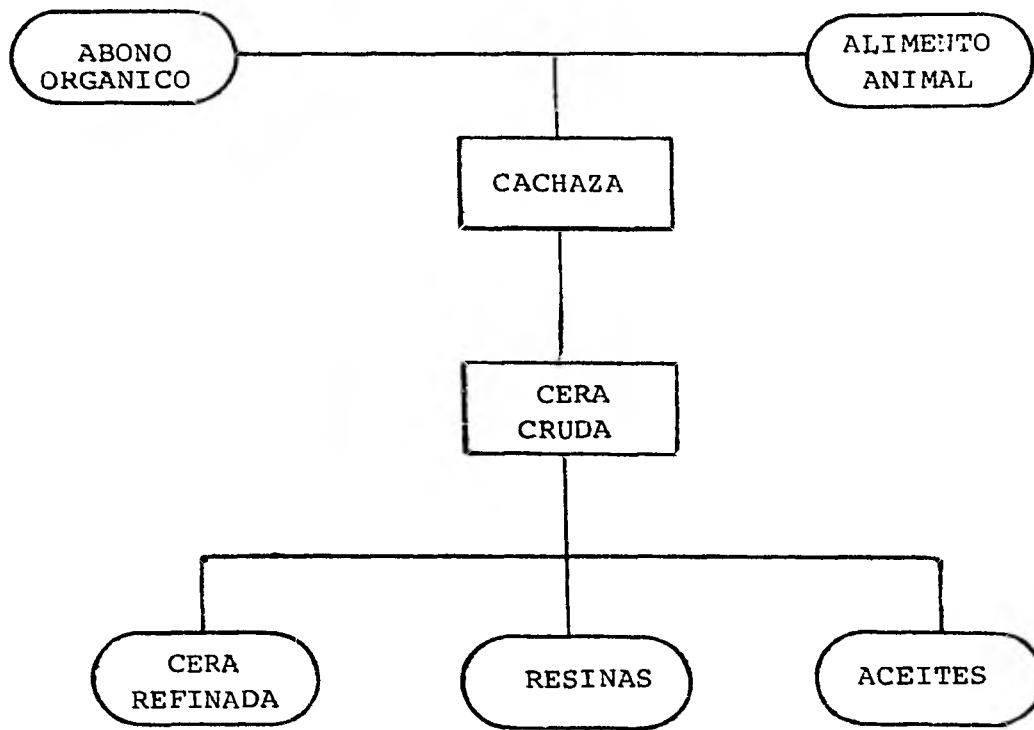 ABONO
ORGANICO
ALIMENTO
ANIMAL
CACHAZA
CERA
CRUDA
CERA
REFINADA
RESINAS
ACEITES